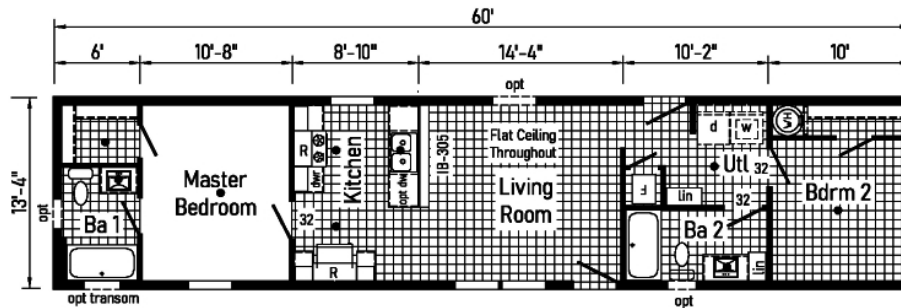 60'
6'
10'-8"
8'-10"
14'-4"
10'-2"
10'
opt
13'-4"
opt
R
dwr
Kitchen
opt dw
IB-305
Flat Ceiling
Throughout
d
w
WH
Utl
32
Master
Bedroom
Living
Room
F
lin
32
Bdrm 2
Ba 1
32
Ba 2
R
lin
opt transom
opt